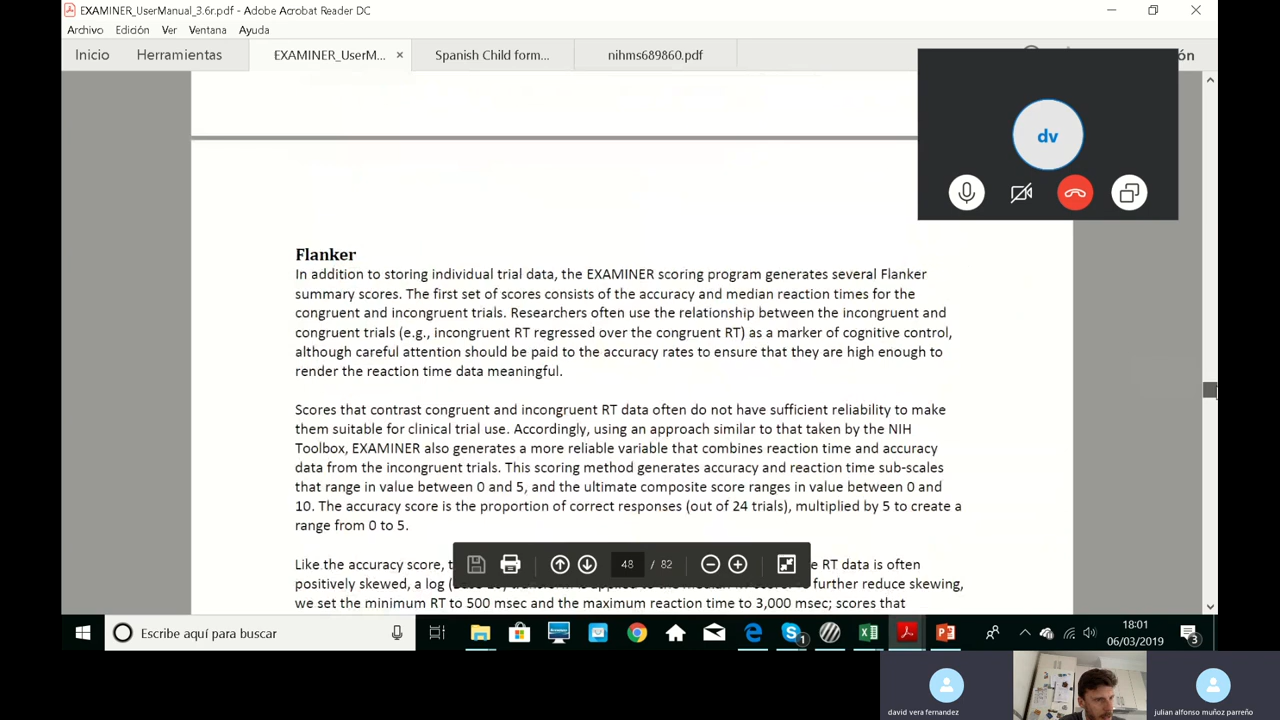 EXAMINER_UserManual_3.6r.pdf - Adobe Acrobat Reader DC
Archivo Edición Ver Ventana Ayuda
Inicio Herramientas EXAMINER_UserM... × Spanish Child form... nihms689860.pdf
dv
Flanker
In addition to storing individual trial data, the EXAMINER scoring program generates several Flanker
summary scores. The first set of scores consists of the accuracy and median reaction times for the
congruent and incongruent trials. Researchers often use the relationship between the incongruent and
congruent trials (e.g., incongruent RT regressed over the congruent RT) as a marker of cognitive control,
although careful attention should be paid to the accuracy rates to ensure that they are high enough to
render the reaction time data meaningful.
Scores that contrast congruent and incongruent RT data often do not have sufficient reliability to make
them suitable for clinical trial use. Accordingly, using an approach similar to that taken by the NIH
Toolbox, EXAMINER also generates a more reliable variable that combines reaction time and accuracy
data from the incongruent trials. This scoring method generates accuracy and reaction time sub-scales
that range in value between 0 and 5, and the ultimate composite score ranges in value between 0 and
10. The accuracy score is the proportion of correct responses (out of 24 trials), multiplied by 5 to create a
range from 0 to 5.
Like the accuracy score, RT data is often
positively skewed, a log further reduce skewing,
we set the minimum RT to 500 msec and the maximum reaction time to 3,000 msec; scores that
48 / 82
Escribe aquí para buscar
1
18:01
06/03/2019
3
david vera fernandez
julian alfonso muñoz parreño